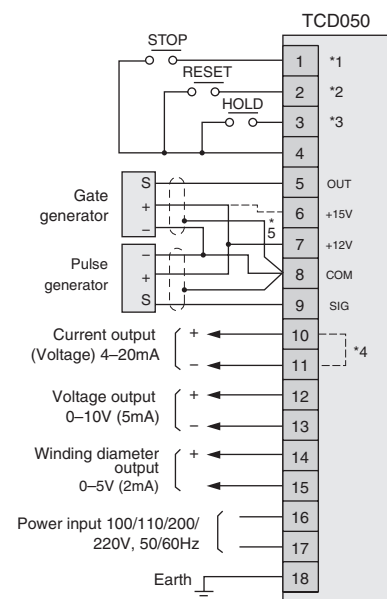 TCD050
STOP
1 *1
RESET
2 *2
HOLD
3 *3
4
Gate
generator
S
+
−
5 OUT
*
5
6 +15V
7 +12V
Pulse
generator
−
+
S
8 COM
9 SIG
Current output
(Voltage) 4–20mA
+
−
10
11
*4
Voltage output
0–10V (5mA)
+
−
12
13
Winding diameter
output
0–5V (2mA)
+
14
15
Power input 100/110/200/
220V, 50/60Hz
16
17
Earth
18